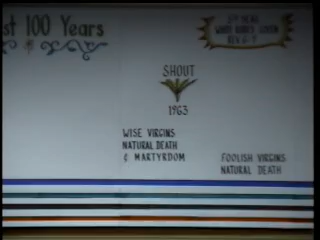 st 100 Years
SHOUT
1963
WISE VIRGINS
NATURAL DEATH
& MARTYRDOM
FOOLISH VIRGINS
NATURAL DEATH